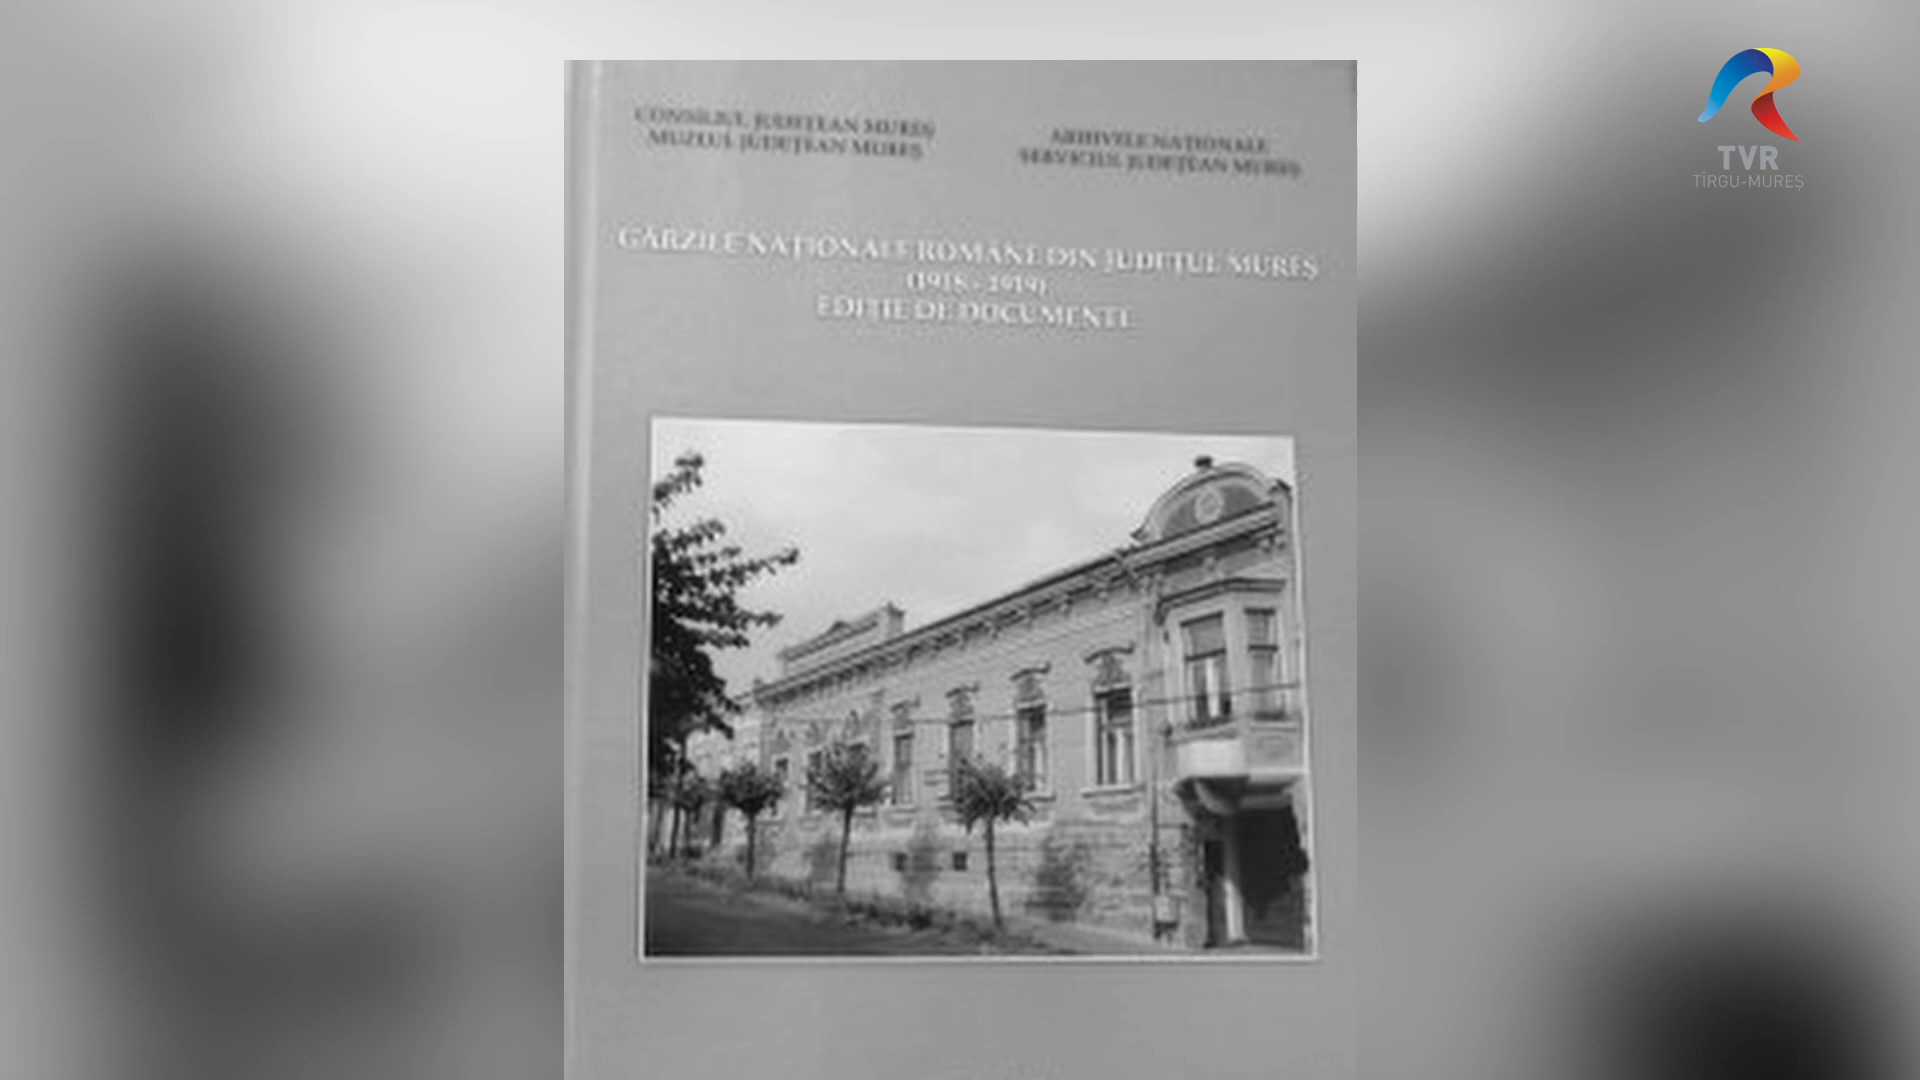 CONSILIUL JUDEȚEAN MUREȘ
MUZEUL JUDEȚEAN MUREȘ
ARHIVELE NAȚIONALE
SERVICIUL JUDEȚEAN MUREȘ
GĂRZILE NAȚIONALE ROMÂNE DIN JUDEȚUL MUREȘ
(1918 - 1919)
EDIȚIE DE DOCUMENTE
TVR
TÎRGU-MUREȘ